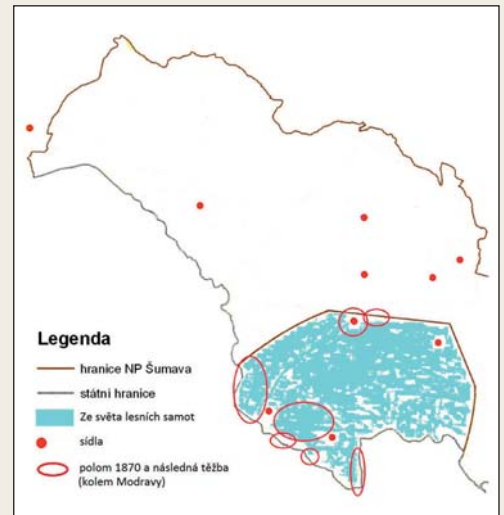 Legenda
hranice NP Šumava
státní hranice
Ze světa lesních samot
sídla
polom 1870 a následná těžba
(kolem Modravy)